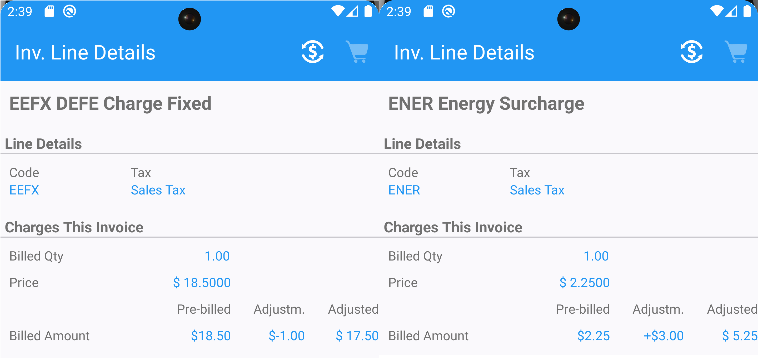 2:39
Inv. Line Details
EEFX DEFE Charge Fixed
Line Details
Code Tax
EEFX Sales Tax
Charges This Invoice
Billed Qty 1.00
Price $ 18.5000
Pre-billed Adjustm. Adjusted
Billed Amount $18.50 $-1.00 $ 17.50
2:39
Inv. Line Details
ENER Energy Surcharge
Line Details
Code Tax
ENER Sales Tax
Charges This Invoice
Billed Qty 1.00
Price $ 2.2500
Pre-billed Adjustm. Adjusted
Billed Amount $2.25 +$3.00 $ 5.25